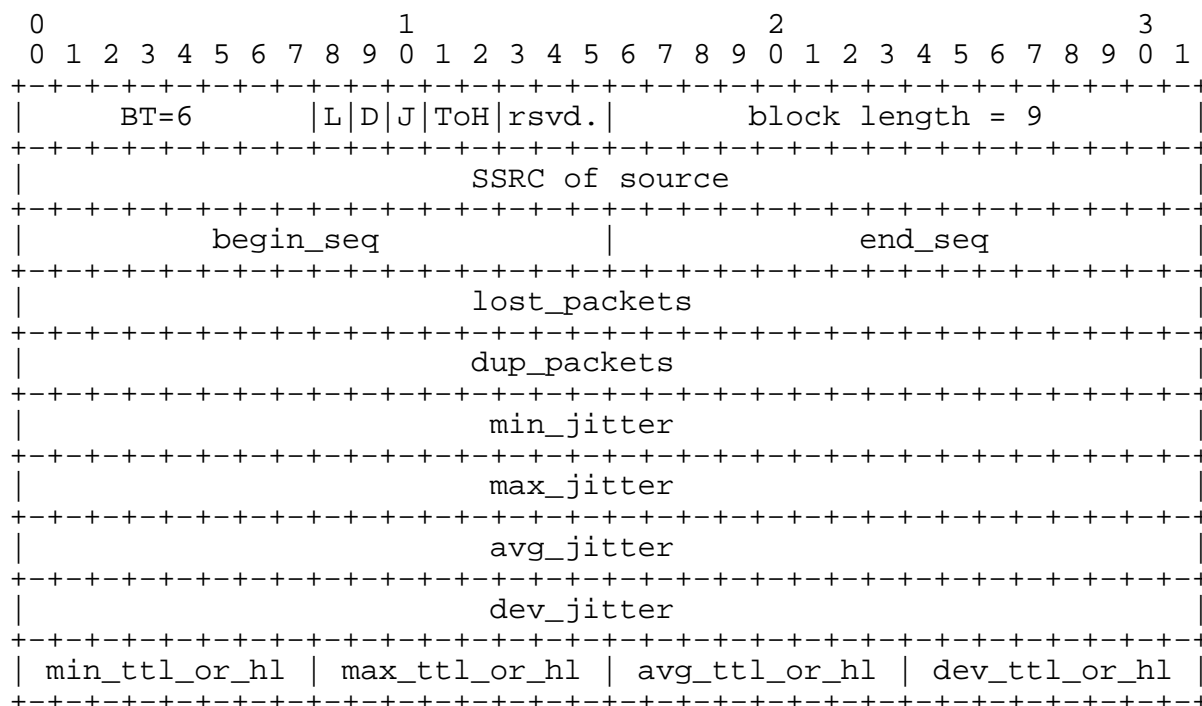 0                   1                   2                   3
 0 1 2 3 4 5 6 7 8 9 0 1 2 3 4 5 6 7 8 9 0 1 2 3 4 5 6 7 8 9 0 1
+-+-+-+-+-+-+-+-+-+-+-+-+-+-+-+-+-+-+-+-+-+-+-+-+-+-+-+-+-+-+-+-+
|     BT=6      |L|D|J|ToH|rsvd.|       block length = 9        |
+-+-+-+-+-+-+-+-+-+-+-+-+-+-+-+-+-+-+-+-+-+-+-+-+-+-+-+-+-+-+-+-+
|                        SSRC of source                         |
+-+-+-+-+-+-+-+-+-+-+-+-+-+-+-+-+-+-+-+-+-+-+-+-+-+-+-+-+-+-+-+-+
|          begin_seq            |             end_seq           |
+-+-+-+-+-+-+-+-+-+-+-+-+-+-+-+-+-+-+-+-+-+-+-+-+-+-+-+-+-+-+-+-+
|                        lost_packets                           |
+-+-+-+-+-+-+-+-+-+-+-+-+-+-+-+-+-+-+-+-+-+-+-+-+-+-+-+-+-+-+-+-+
|                        dup_packets                            |
+-+-+-+-+-+-+-+-+-+-+-+-+-+-+-+-+-+-+-+-+-+-+-+-+-+-+-+-+-+-+-+-+
|                         min_jitter                            |
+-+-+-+-+-+-+-+-+-+-+-+-+-+-+-+-+-+-+-+-+-+-+-+-+-+-+-+-+-+-+-+-+
|                         max_jitter                            |
+-+-+-+-+-+-+-+-+-+-+-+-+-+-+-+-+-+-+-+-+-+-+-+-+-+-+-+-+-+-+-+-+
|                         avg_jitter                            |
+-+-+-+-+-+-+-+-+-+-+-+-+-+-+-+-+-+-+-+-+-+-+-+-+-+-+-+-+-+-+-+-+
|                         dev_jitter                            |
+-+-+-+-+-+-+-+-+-+-+-+-+-+-+-+-+-+-+-+-+-+-+-+-+-+-+-+-+-+-+-+-+
| min_ttl_or_hl | max_ttl_or_hl | avg_ttl_or_hl | dev_ttl_or_hl |
+-+-+-+-+-+-+-+-+-+-+-+-+-+-+-+-+-+-+-+-+-+-+-+-+-+-+-+-+-+-+-+-+